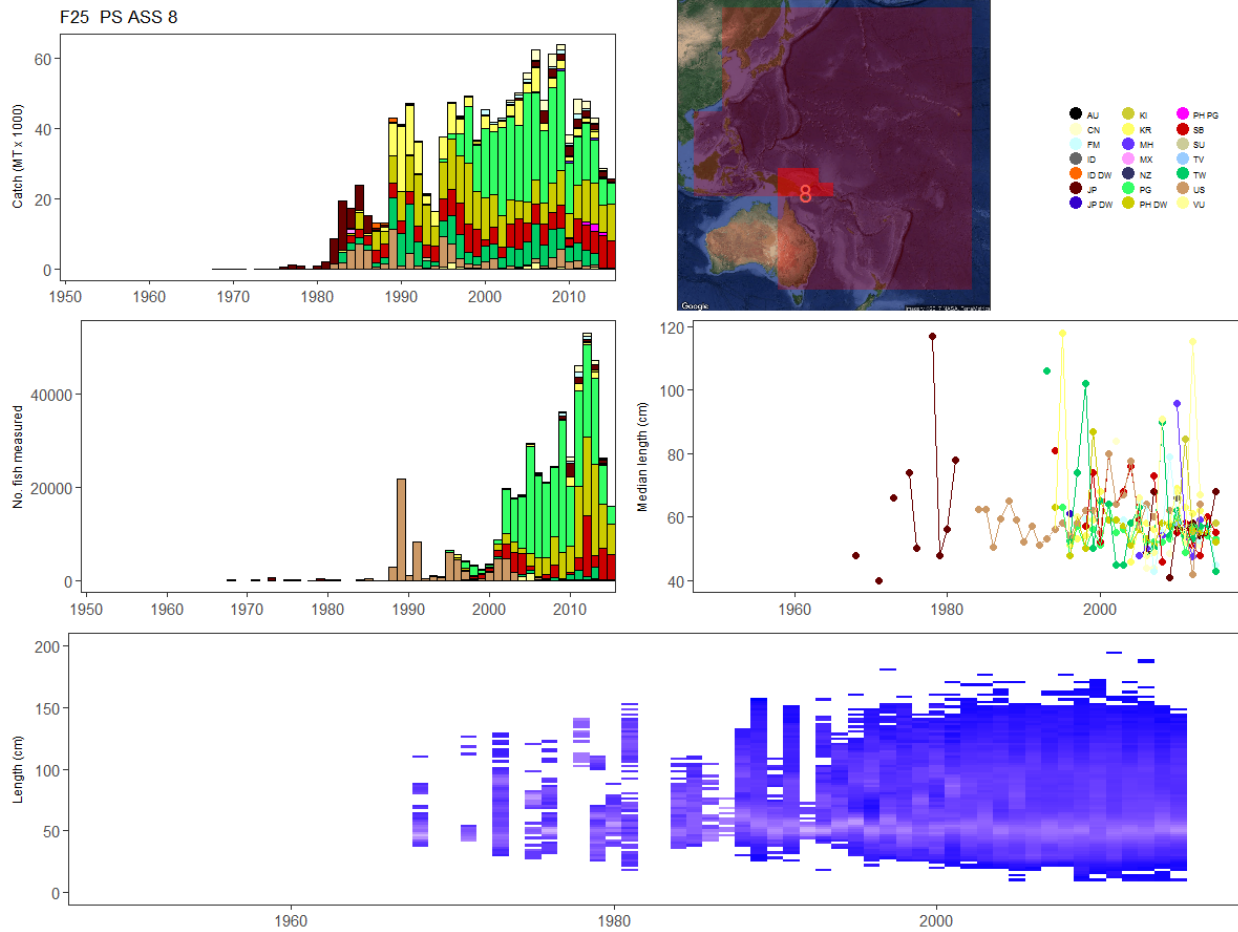 F25 PS ASS 8
Catch (MT x 1000)
60
40
20
0
1950 1960 1970 1980 1990 2000 2010
8
Google
AU KI PH PG
CN KR SB
FM MH SU
ID MX TV
ID DW NZ TW
JP PG US
JP DW PH DW VU
No. fish measured
40000
20000
0
1950 1960 1970 1980 1990 2000 2010
Median length (cm)
120
100
80
60
40
1960 1980 2000
Length (cm)
200
150
100
50
0
1960 1980 2000